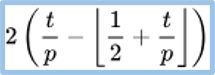 2 ( t/p − ⌊ 1/2 + t/p ⌋ )